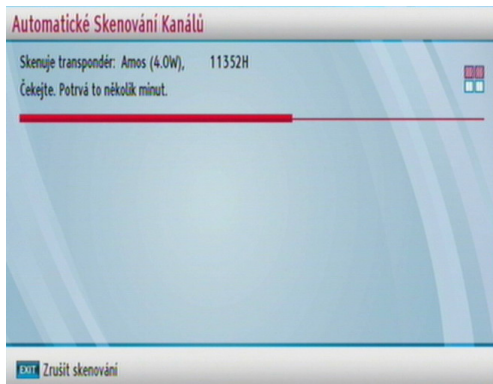 Automatické Skenování Kanálů
Skenuje transpondér: Amos (4.0W), 11352H
Čekejte. Potrvá to několik minut.
EXIT Zrušit skenování